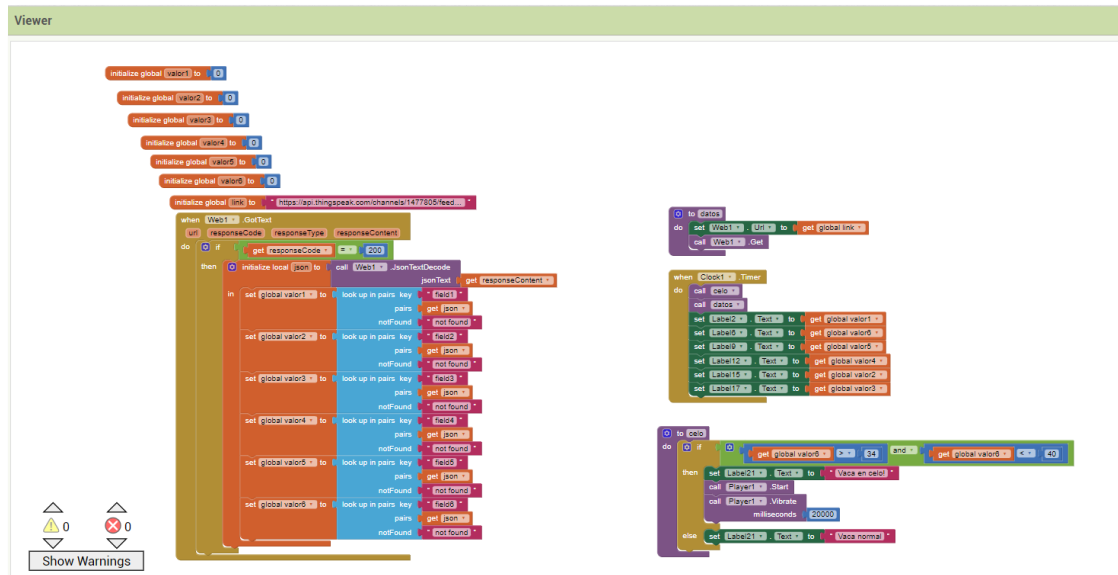 Viewer
initialize global valor1 to 0
initialize global valor2 to 0
initialize global valor3 to 0
initialize global valor4 to 0
initialize global valor5 to 0
initialize global valor6 to 0
initialize global link to " https://api.thingspeak.com/channels/1477805/feed... "
when Web1 .GotText
url responseCode responseType responseContent
do if get responseCode = 200
then initialize local json to call Web1 .JsonTextDecode
jsonText get responseContent
in set global valor1 to look up in pairs key " field1 "
pairs get json
notFound " not found "
set global valor2 to look up in pairs key " field2 "
pairs get json
notFound " not found "
set global valor3 to look up in pairs key " field3 "
pairs get json
notFound " not found "
set global valor4 to look up in pairs key " field4 "
pairs get json
notFound " not found "
set global valor5 to look up in pairs key " field5 "
pairs get json
notFound " not found "
set global valor6 to look up in pairs key " field6 "
pairs get json
notFound " not found "
to datos
do set Web1 . Url to get global link
call Web1 .Get
when Clock1 .Timer
do call celo
call datos
set Label2 . Text to get global valor1
set Label6 . Text to get global valor6
set Label9 . Text to get global valor5
set Label12 . Text to get global valor4
set Label15 . Text to get global valor2
set Label17 . Text to get global valor3
to celo
do if get global valor6 > 34 and get global valor6 < 40
then set Label21 . Text to " Vaca en celo! "
call Player1 .Start
call Player1 .Vibrate
milliseconds 20000
else set Label21 . Text to " Vaca normal "
0 0
Show Warnings